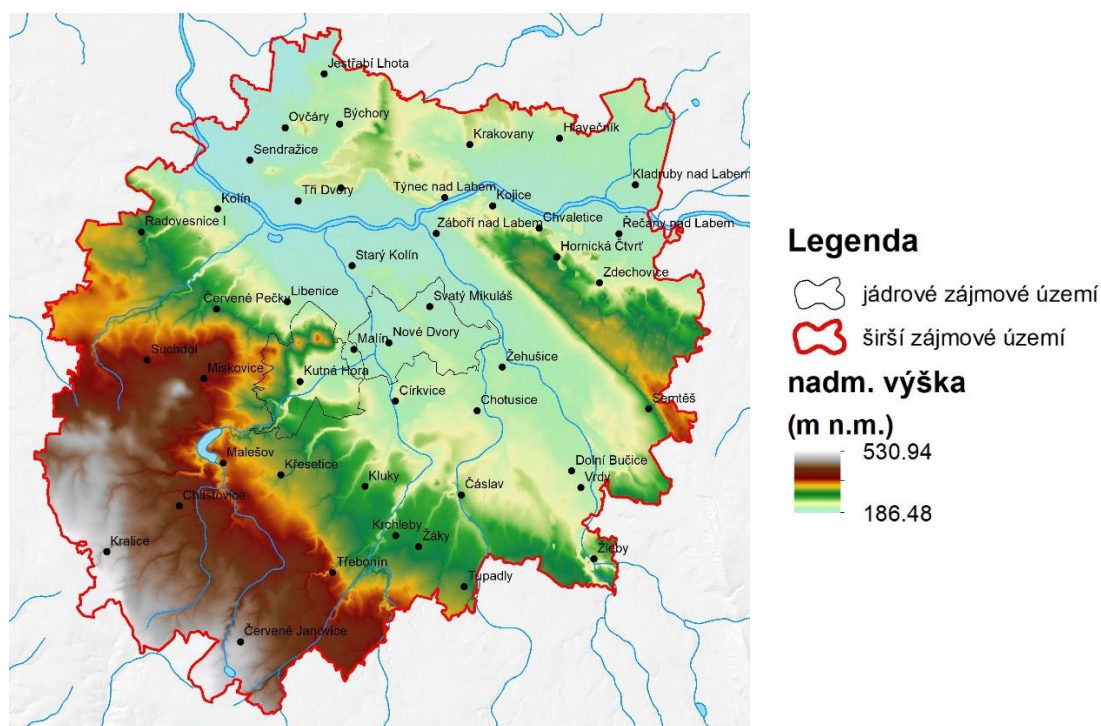 Jestřabí Lhota
Ovčáry
Býchory
Krakovany
Hlavečník
Sendražice
Kladruby nad Labem
Tři Dvory
Týnec nad Labem
Kojice
Kolín
Radovesnice I
Záboří nad Labem
Chvaletice
Řečany nad Labem
Hornická Čtvrť
Starý Kolín
Zdechovice
Libenice
Červené Pečky
Svatý Mikuláš
Nové Dvory
Malín
Suchdol
Žehušice
Miskovice
Kutná Hora
Církvice
Chotusice
Semtěš
Malešov
Křesetice
Kluky
Dolní Bučice
Vrdy
Čáslav
Chlístovice
Krchleby
Žáky
Kralice
Žleby
Třebonín
Tupadly
Červené Janovice
Legenda
jádrové zájmové území
širší zájmové území
nadm. výška
(m n.m.)
530.94
186.48